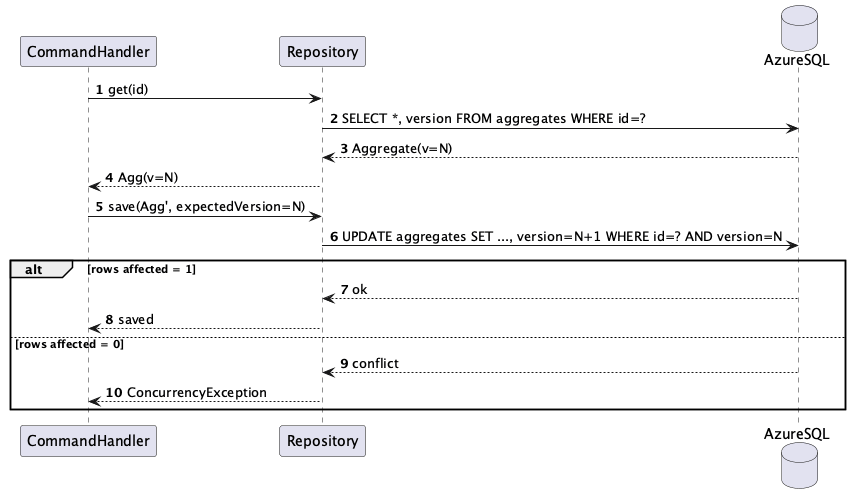 CommandHandler
Repository
AzureSQL
1 get(id)
2 SELECT *, version FROM aggregates WHERE id=?
3 Aggregate(v=N)
4 Agg(v=N)
5 save(Agg', expectedVersion=N)
6 UPDATE aggregates SET ..., version=N+1 WHERE id=? AND version=N
alt [rows affected = 1]
7 ok
8 saved
[rows affected = 0]
9 conflict
10 ConcurrencyException
CommandHandler
Repository
AzureSQL